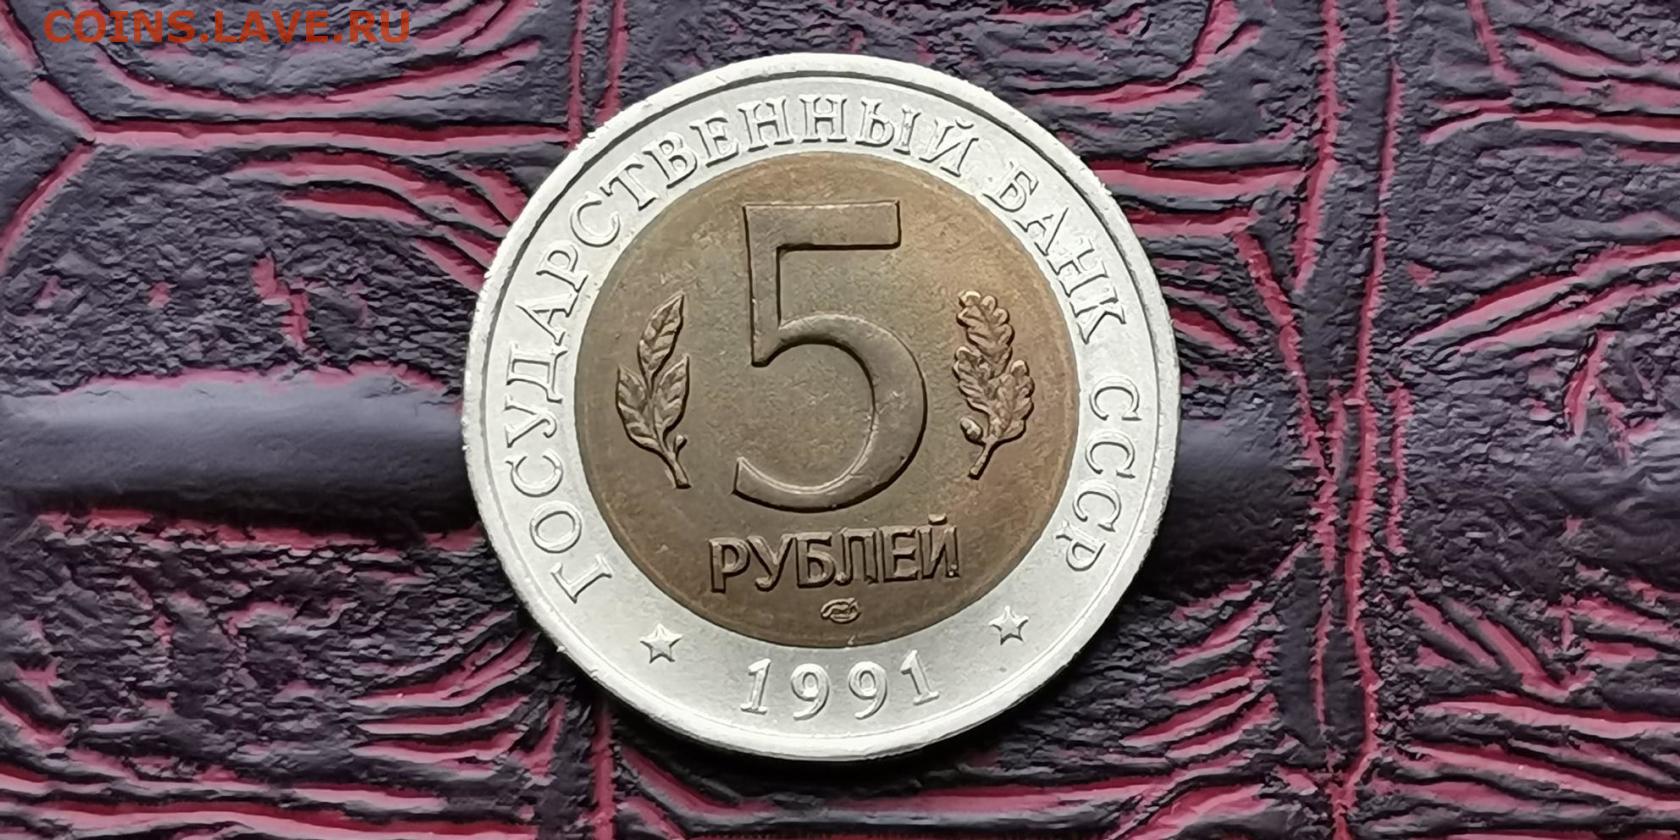 COINS.LAVE.RU
ГОСУДАРСТВЕННЫЙ БАНК СССР
5
РУБЛЕЙ
1991